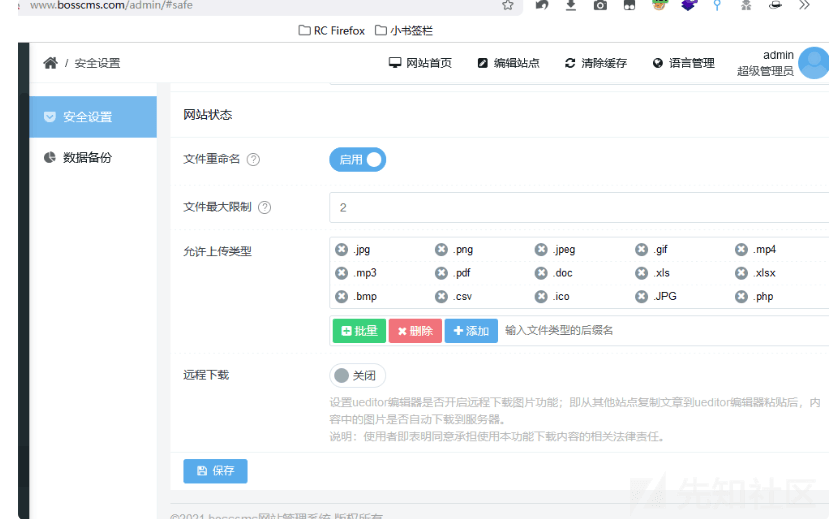 www.bosscms.com/admin/#safe
RC Firefox 小书签栏
/ 安全设置 网站首页 编辑站点 清除缓存 语言管理 admin
超级管理员
安全设置
数据备份
网站状态
文件重命名 启用
文件最大限制 2
允许上传类型 .jpg .png .jpeg .gif .mp4
.mp3 .pdf .doc .xls .xlsx
.bmp .csv .ico .JPG .php
批量 删除 添加 输入文件类型的后缀名
远程下载 关闭
设置ueditor编辑器是否开启远程下载图片功能；即从其他站点复制文章到ueditor编辑器粘贴后，内
容中的图片是否自动下载到服务器。
说明：使用者即表明同意承担使用本功能下载内容的相关法律责任。
保存
©2021 bosscms网站管理系统 版权所有
先知社区